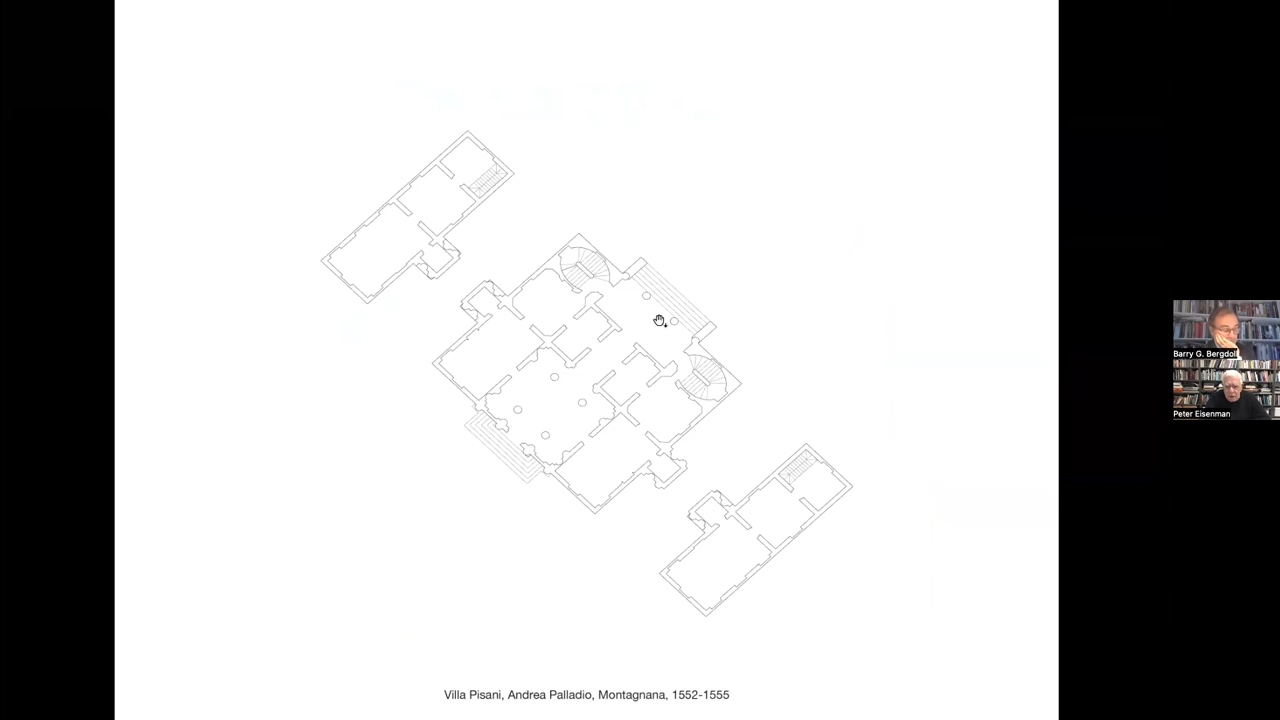 Barry G. Bergdoll
Peter Eisenman
Villa Pisani, Andrea Palladio, Montagnana, 1552-1555